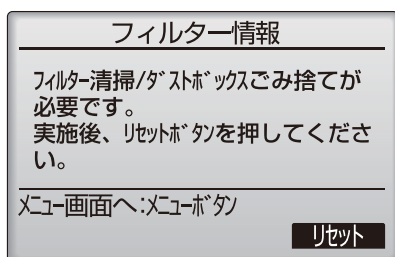 フィルター情報
ﾌｨﾙﾀｰ清掃/ﾀﾞｽﾄﾎﾞｯｸｽごみ捨てが
必要です。
実施後、ﾘｾｯﾄﾎﾞﾀﾝを押してくださ
い。
ﾒﾆｭｰ画面へ:ﾒﾆｭｰﾎﾞﾀﾝ
ﾘｾｯﾄ